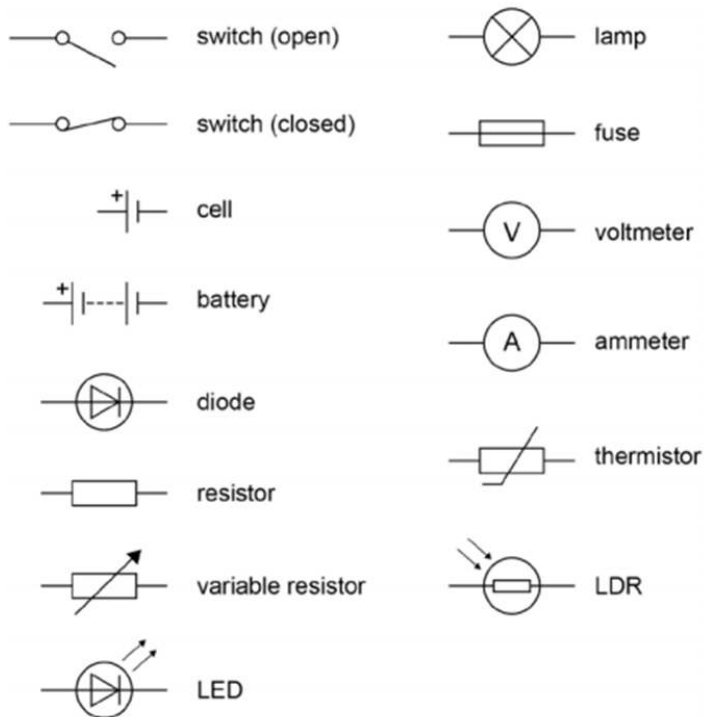 switch (open)
switch (closed)
+
cell
+
battery
diode
resistor
variable resistor
LED
lamp
fuse
V
voltmeter
A
ammeter
thermistor
LDR